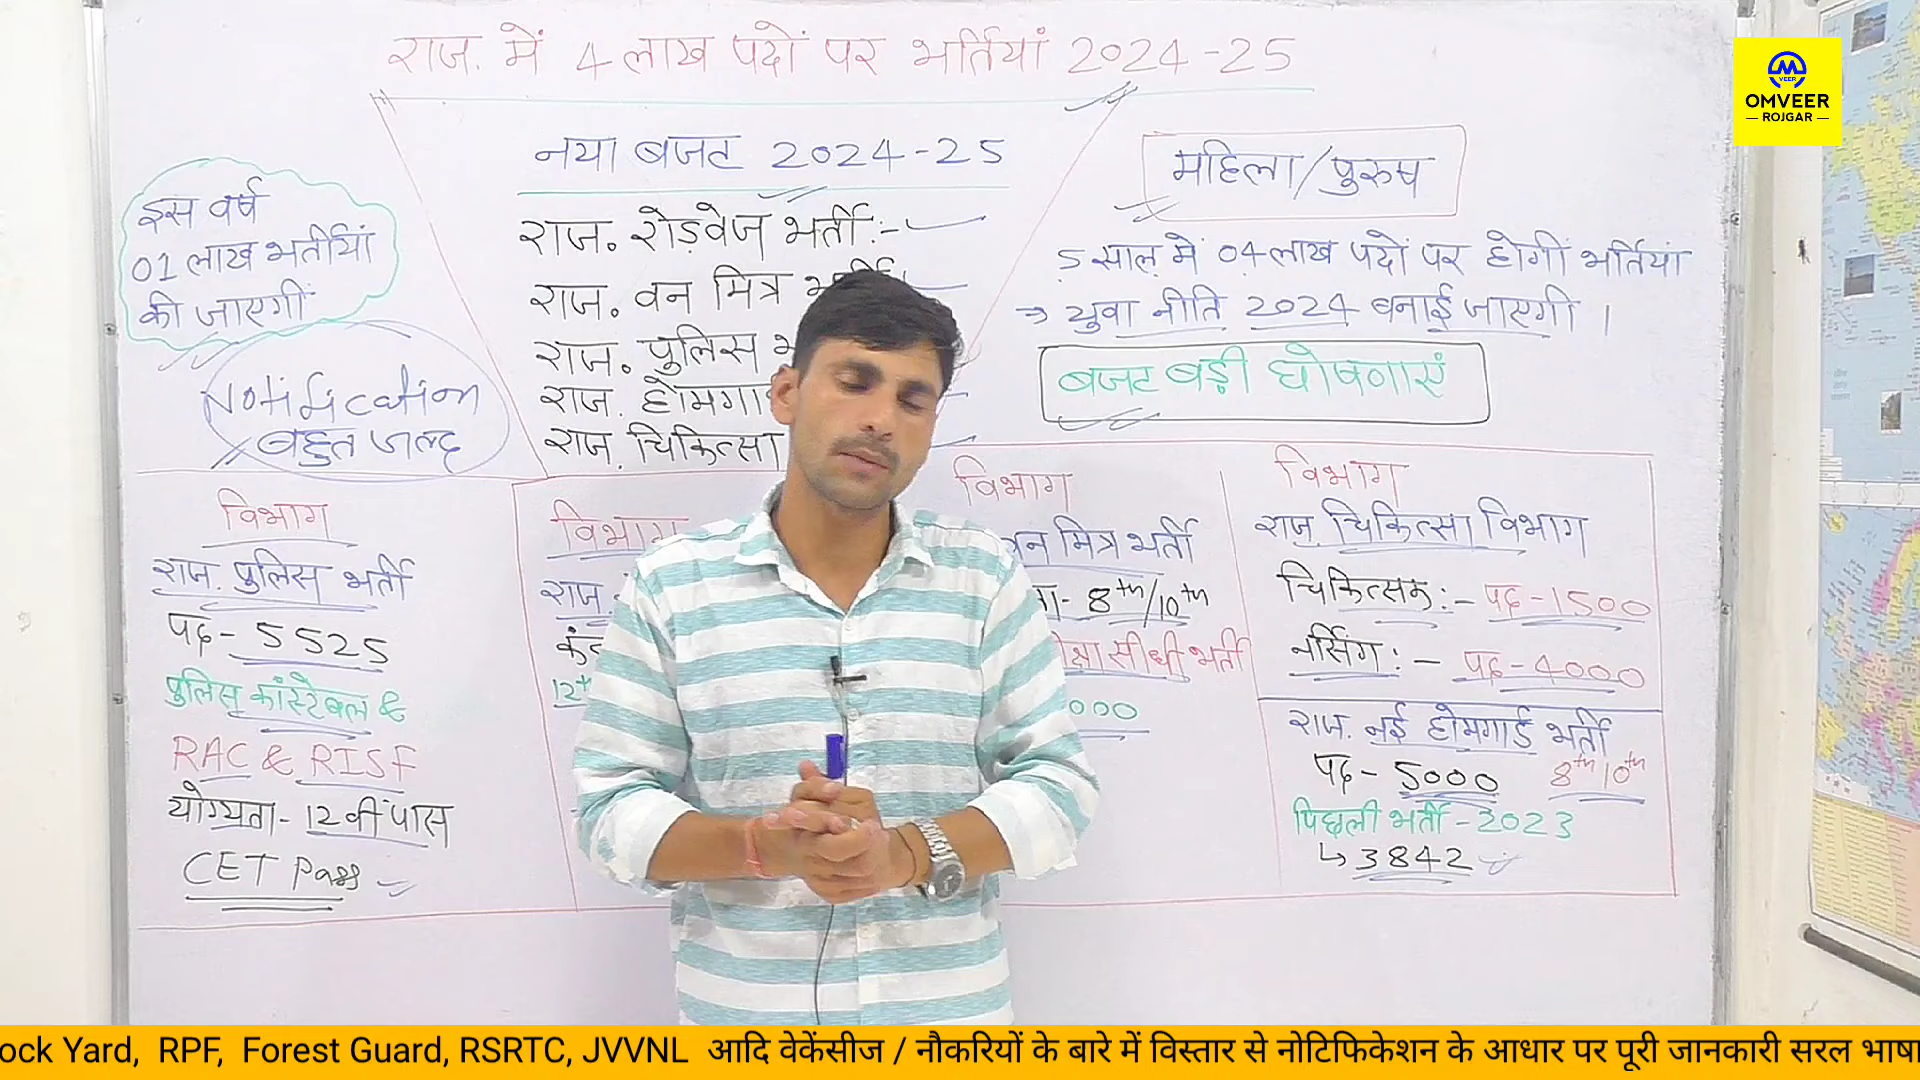 राज. में 4 लाख पदों पर भर्तियां 2024-25
नया बजट 2024-25
राज. रोड़वेज भर्ती:-
राज. वन मित्र
राज. पुलिस
राज. होमगा
राज. चिकित्सा
इस वर्ष
01 लाख भर्तीयां
की जाएगीं
Notification
बहुत जल्द
महिला/पुरुष
5 साल में 04 लाख पदों पर होगीं भर्तियां
→ युवा नीति 2024 बनाई जाएगी।
बजट बड़ी घोषणाएं
विभाग
राज. पुलिस भर्ती
पद- 5525
पुलिस कांस्टेबल &
RAC & RISF
योग्यता- 12वीं पास
CET Pass
विभाग
राज.
12th
विभाग
वन मित्र भर्ती
8th/10th
सीधी भर्ती
000
विभाग
राज. चिकित्सा विभाग
चिकित्सक:- पद-1500
नर्सिंग:- पद-4000
राज. नई होमगार्ड भर्ती
पद- 5000 8th 10th
पिछली भर्ती-2023
↳ 3842
VEER
OMVEER
— ROJGAR —
ock Yard, RPF, Forest Guard, RSRTC, JVVNL आदि वेकेंसीज / नौकरियों के बारे में विस्तार से नोटिफिकेशन के आधार पर पूरी जानकारी सरल भाषा